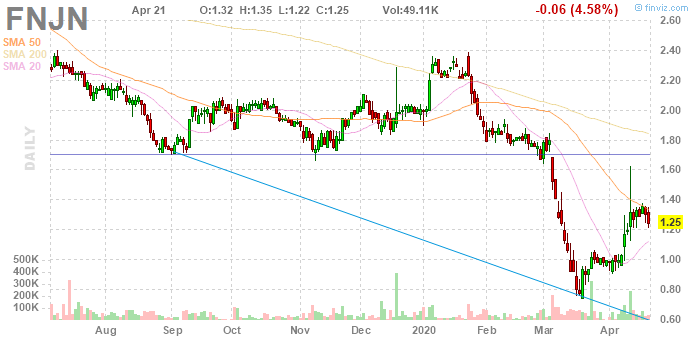 © finviz.com
FNJN Apr 21 O:1.32 H:1.35 L:1.22 C:1.25 Vol:49.11K -0.06 (4.58%)
SMA 50
SMA 200
SMA 20
DAILY
2.60
2.40
2.20
2.00
1.80
1.60
1.40
1.25
1.20
1.00
0.80
0.60
500K
400K
300K
200K
100K
Aug Sep Oct Nov Dec 2020 Feb Mar Apr